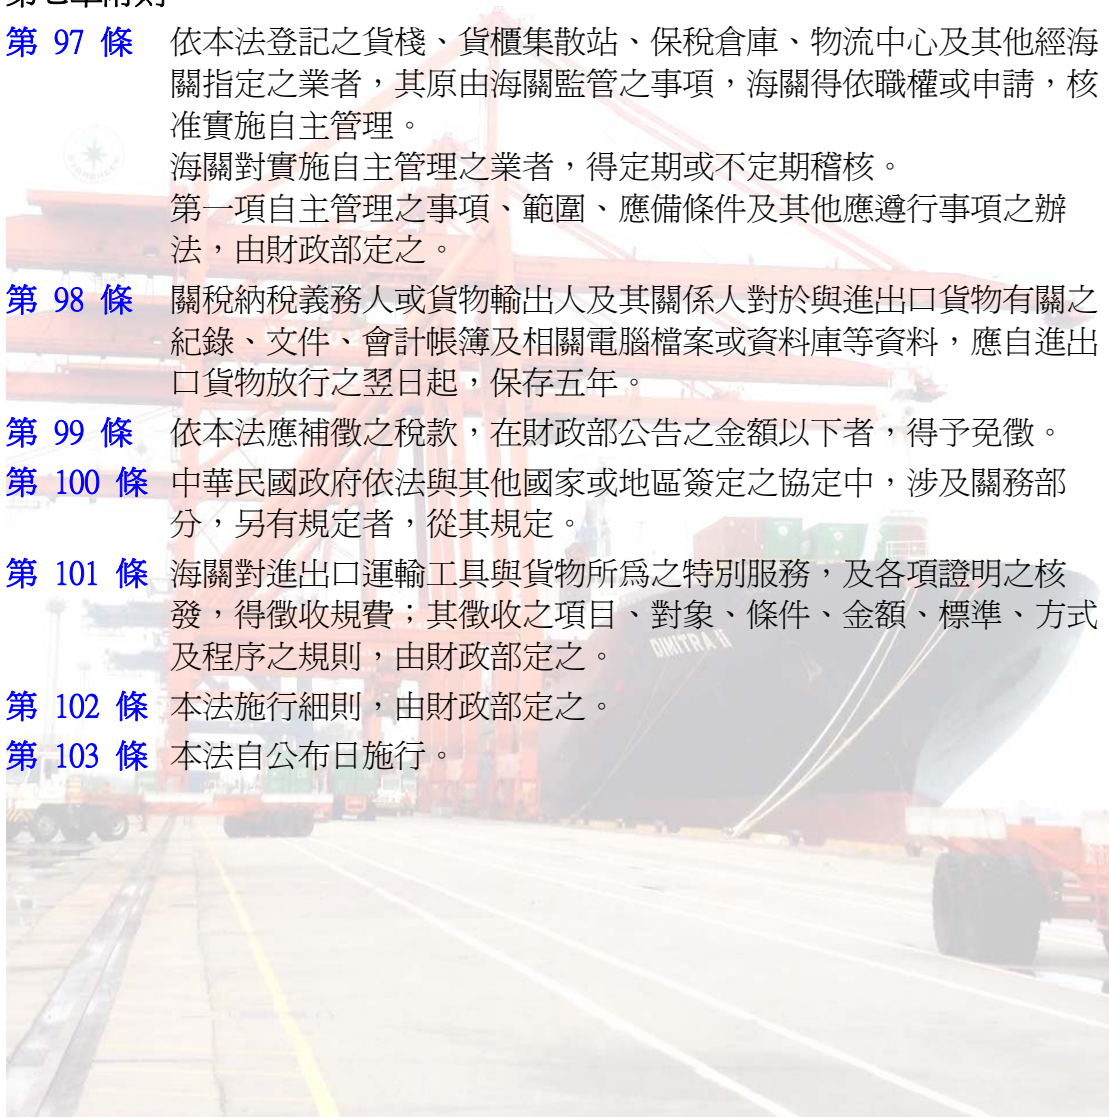 第七章附則
第 97 條 依本法登記之貨棧、貨櫃集散站、保稅倉庫、物流中心及其他經海
關指定之業者，其原由海關監管之事項，海關得依職權或申請，核
准實施自主管理。
海關對實施自主管理之業者，得定期或不定期稽核。
第一項自主管理之事項、範圍、應備條件及其他應遵行事項之辦
法，由財政部定之。
第 98 條 關稅納稅義務人或貨物輸出人及其關係人對於與進出口貨物有關之
紀錄、文件、會計帳簿及相關電腦檔案或資料庫等資料，應自進出
口貨物放行之翌日起，保存五年。
第 99 條 依本法應補徵之稅款，在財政部公告之金額以下者，得予免徵。
第 100 條 中華民國政府依法與其他國家或地區簽定之協定中，涉及關務部
分，另有規定者，從其規定。
第 101 條 海關對進出口運輸工具與貨物所為之特別服務，及各項證明之核
發，得徵收規費；其徵收之項目、對象、條件、金額、標準、方式
及程序之規則，由財政部定之。
DIMITRA II
第 102 條 本法施行細則，由財政部定之。
第 103 條 本法自公布日施行。